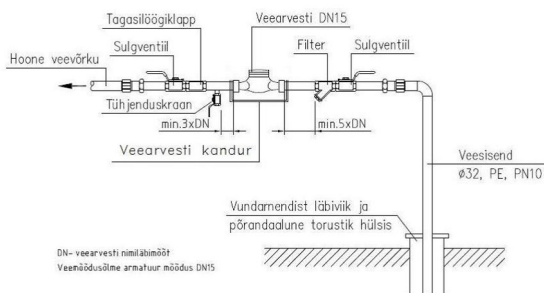 Tagasilöögiklapp
Veearvesti DN15
Sulgventiil
Filter
Sulgventiil
Hoone veevõrku
Tühjenduskraan
min.3xDN
min.5xDN
Veearvesti kandur
Veesisend
Ø32, PE, PN10
Vundamendist läbiviik ja
põrandaalune torustik hülsis
DN- veearvesti nimiläbimõõt
Veemõõdusõlme armatuur mõõdus DN15